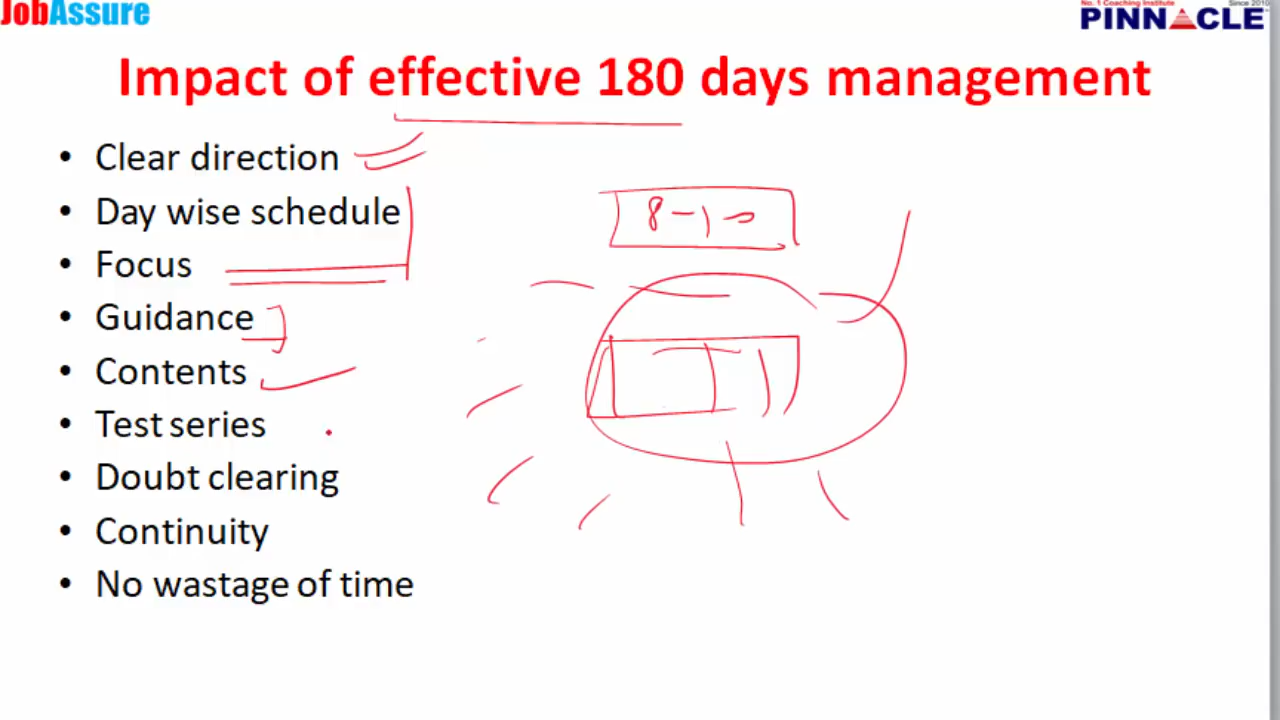 JobAssure
No. 1 Coaching Institute
Since 2010
PINNACLE
Impact of effective 180 days management
• Clear direction
• Day wise schedule
• Focus
• Guidance
• Contents
• Test series
• Doubt clearing
• Continuity
• No wastage of time
8-10